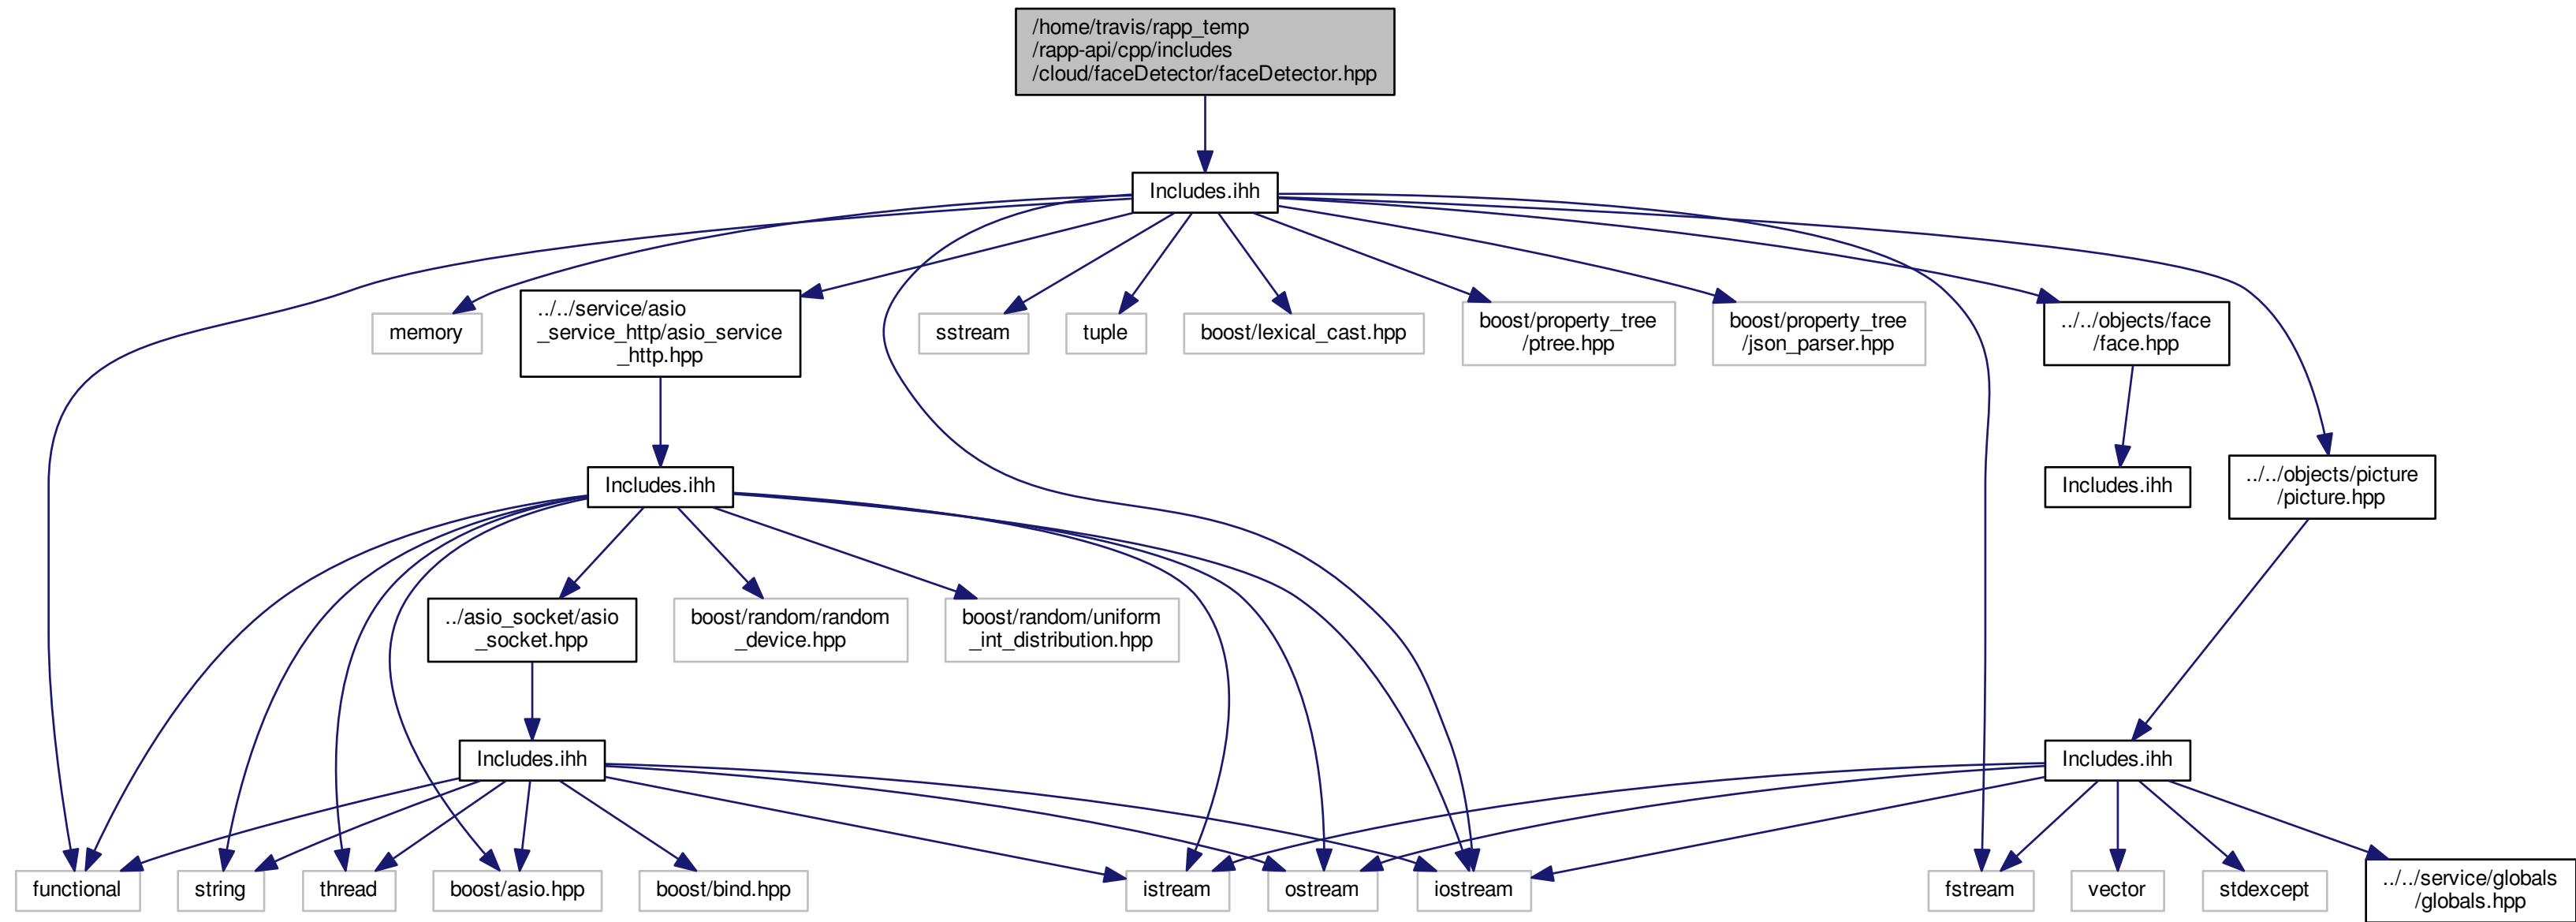 /home/travis/rapp_temp
/rapp-api/cpp/includes
/cloud/faceDetector/faceDetector.hpp
Includes.ihh
memory
../../service/asio
_service_http/asio_service
_http.hpp
sstream
tuple
boost/lexical_cast.hpp
boost/property_tree
/ptree.hpp
boost/property_tree
/json_parser.hpp
../../objects/face
/face.hpp
Includes.ihh
Includes.ihh
../../objects/picture
/picture.hpp
../asio_socket/asio
_socket.hpp
boost/random/random
_device.hpp
boost/random/uniform
_int_distribution.hpp
Includes.ihh
Includes.ihh
functional
string
thread
boost/asio.hpp
boost/bind.hpp
istream
ostream
iostream
fstream
vector
stdexcept
../../service/globals
/globals.hpp